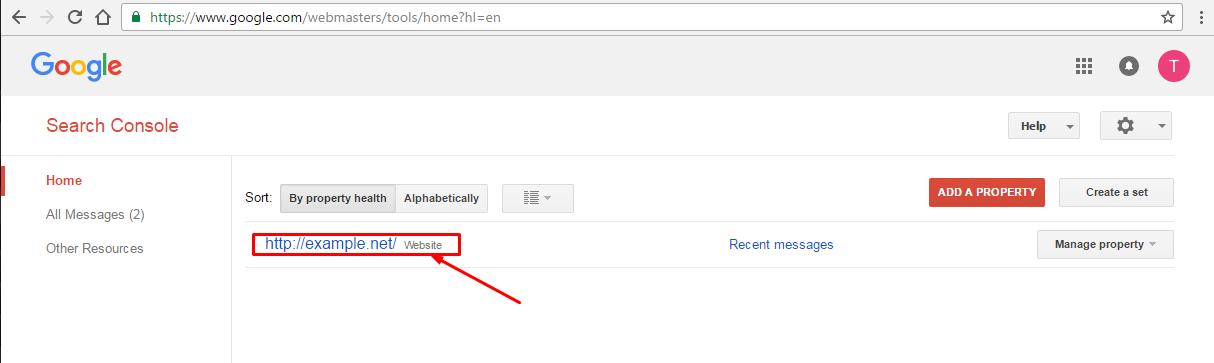 https://www.google.com/webmasters/tools/home?hl=en
Google
T
Search Console
Help
Home
All Messages (2)
Other Resources
Sort:
By property health
Alphabetically
ADD A PROPERTY
Create a set
http://example.net/ Website
Recent messages
Manage property